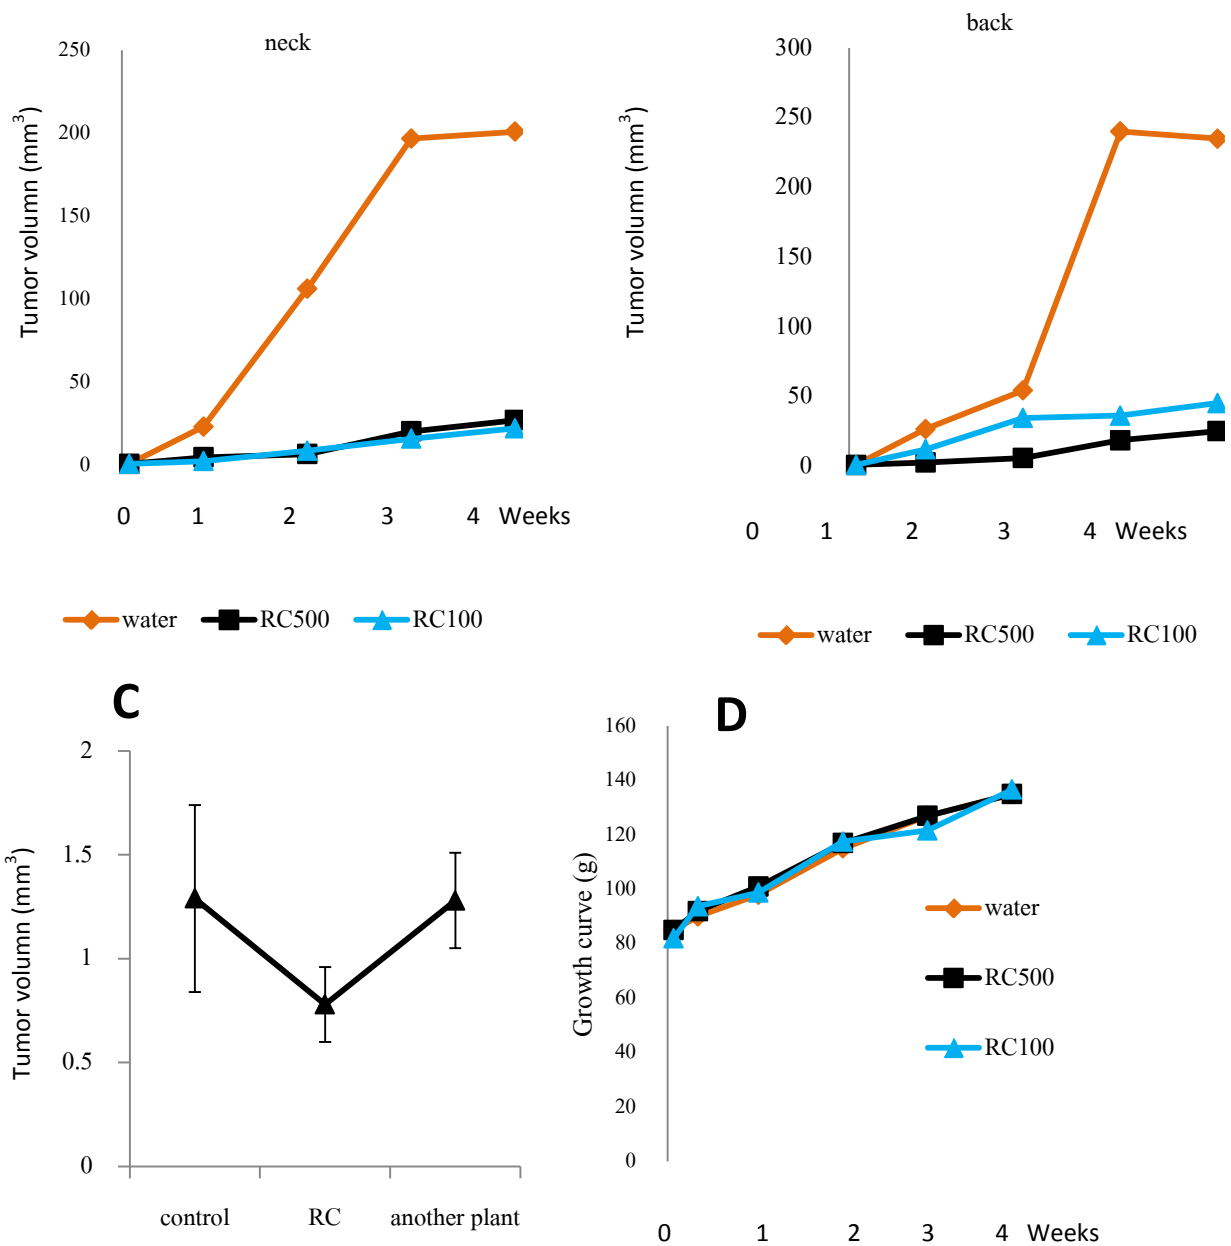 neck
Tumor volumn (mm³)
250
200
150
100
50
0
0 1 2 3 4 Weeks
water RC500 RC100
back
Tumor volumn (mm³)
300
250
200
150
100
50
0
0 1 2 3 4 Weeks
water RC500 RC100
C
Tumor volumn (mm³)
2
1.5
1
0.5
0
control RC another plant
D
Growth curve (g)
160
140
120
100
80
60
40
20
0
water
RC500
RC100
0 1 2 3 4 Weeks